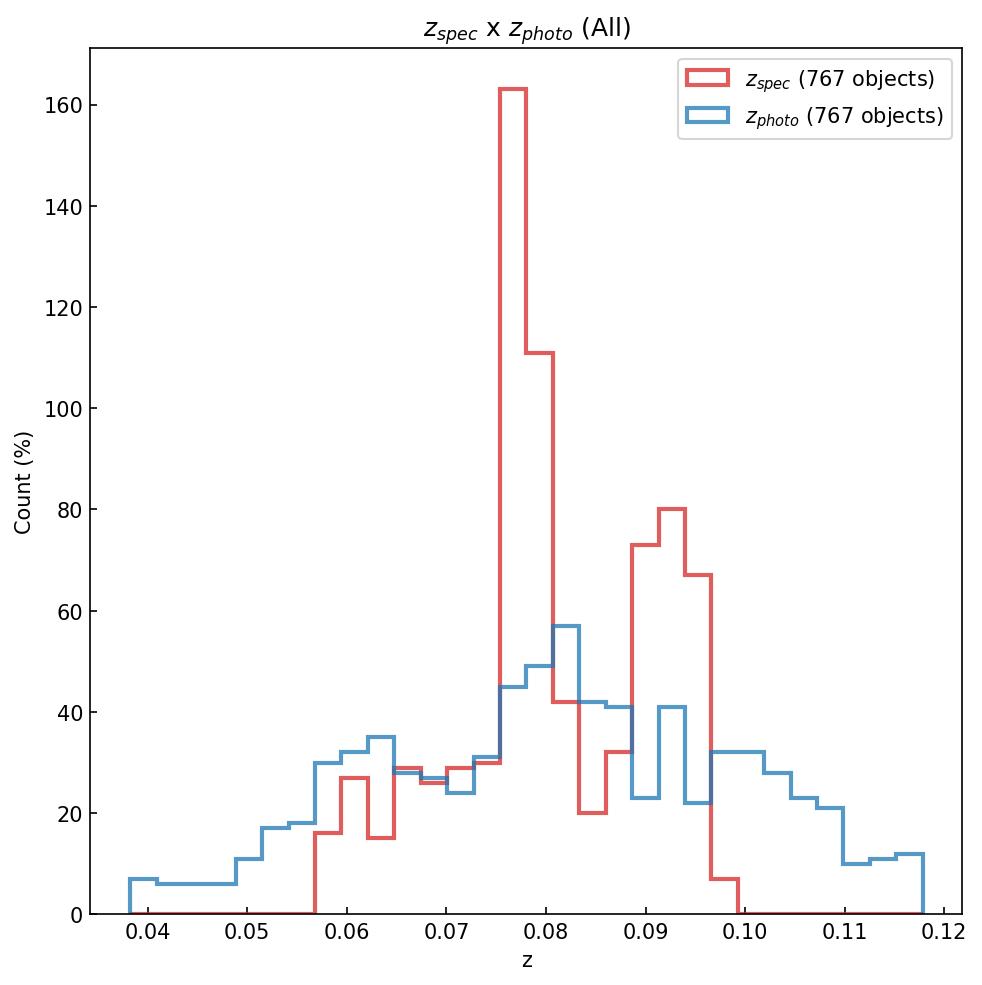 z_spec x z_photo (All)
z_spec (767 objects)
z_photo (767 objects)
160
140
120
100
80
60
40
20
0
Count (%)
0.04 0.05 0.06 0.07 0.08 0.09 0.10 0.11 0.12
z